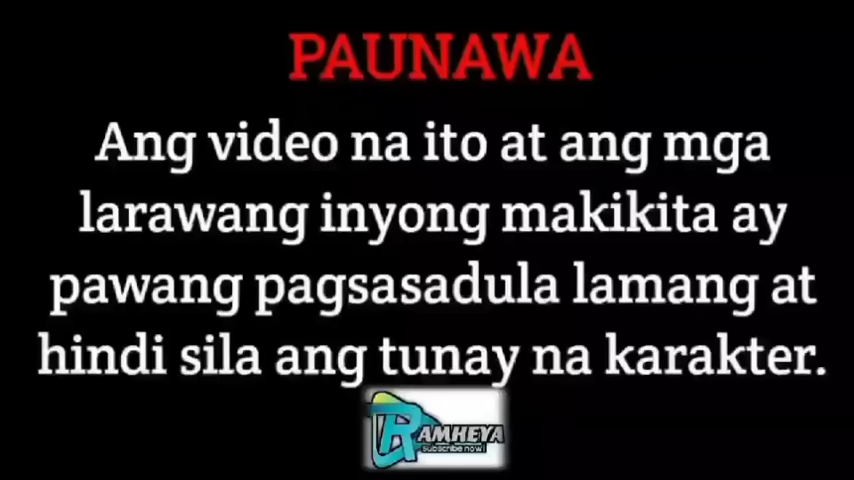 PAUNAWA
Ang video na ito at ang mga
larawang inyong makikita ay
pawang pagsasadula lamang at
hindi sila ang tunay na karakter.
RAMHEYA
subscribe now!